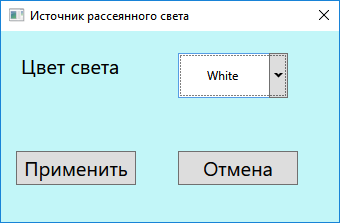 Источник рассеянного света
Цвет света
White
Применить
Отмена